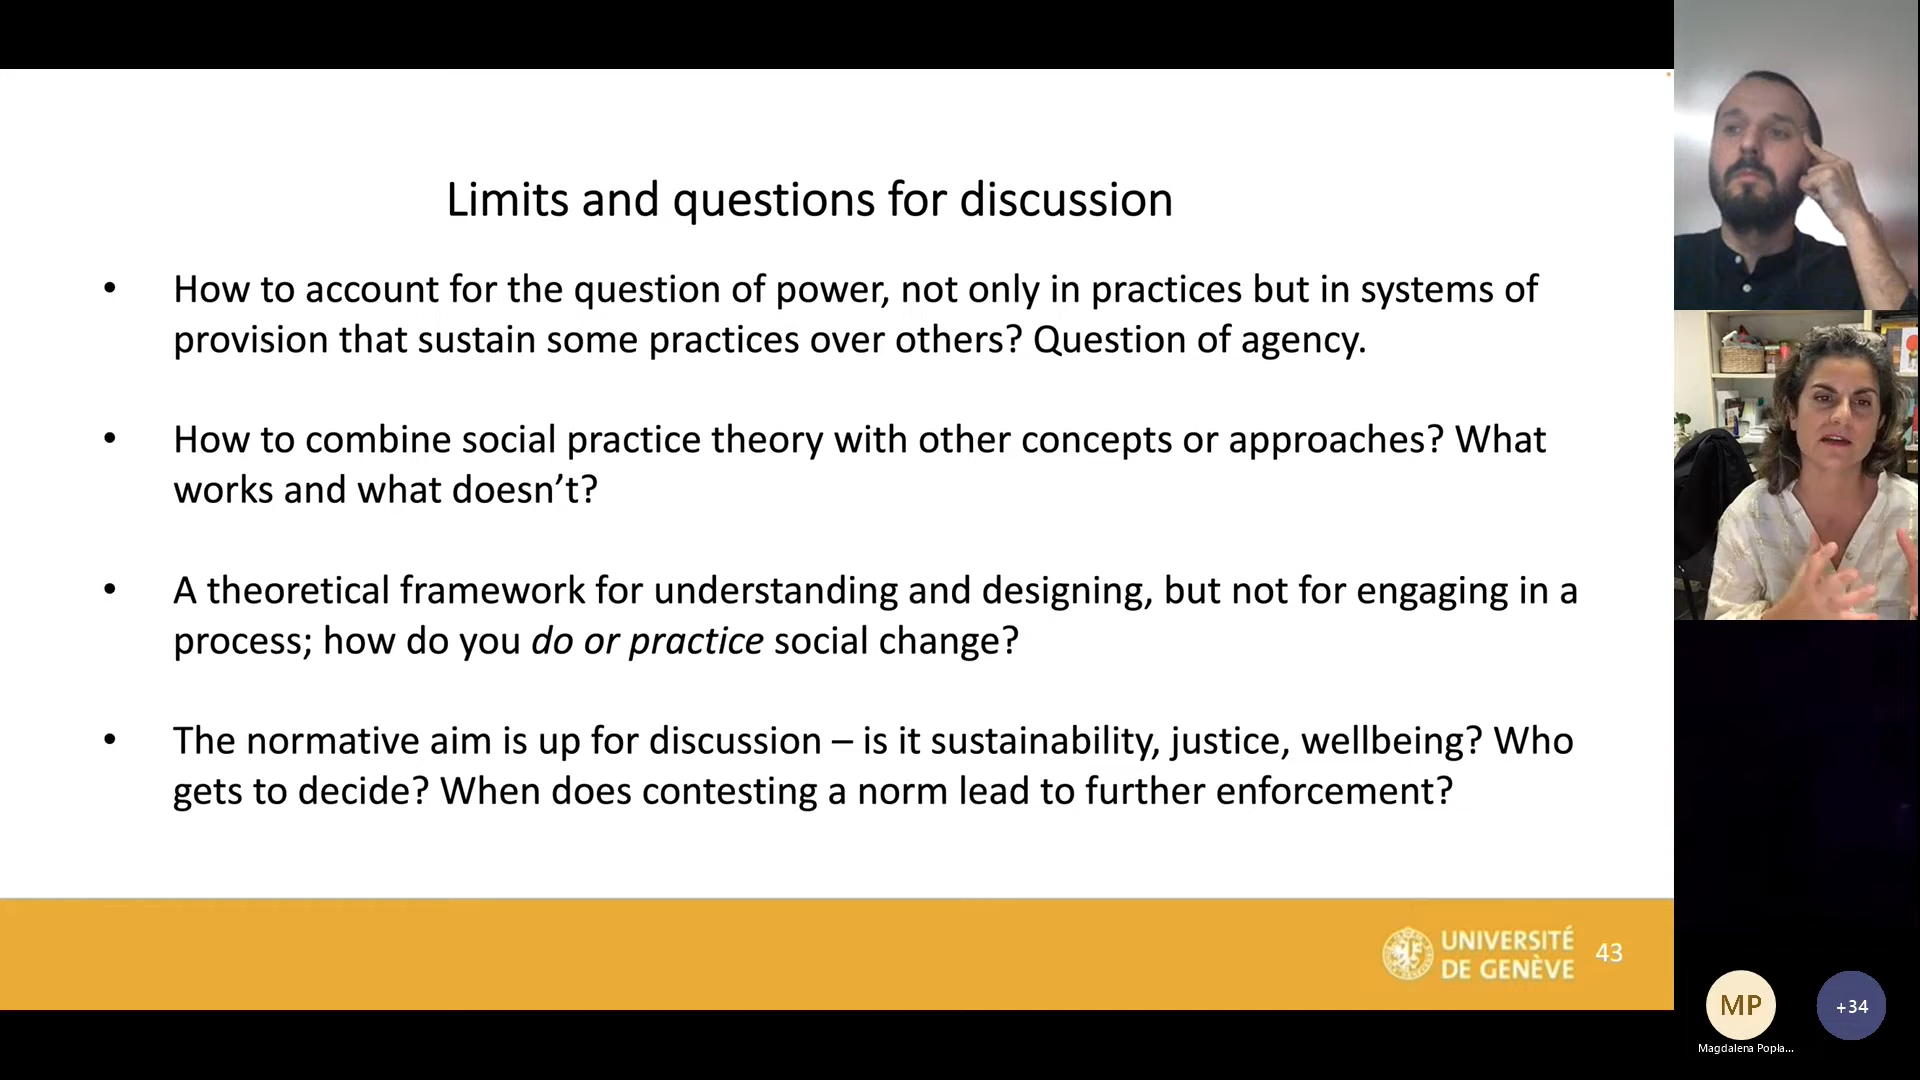 Limits and questions for discussion
• How to account for the question of power, not only in practices but in systems of
provision that sustain some practices over others? Question of agency.
• How to combine social practice theory with other concepts or approaches? What
works and what doesn’t?
• A theoretical framework for understanding and designing, but not for engaging in a
process; how do you do or practice social change?
• The normative aim is up for discussion – is it sustainability, justice, wellbeing? Who
gets to decide? When does contesting a norm lead to further enforcement?
UNIVERSITÉ
DE GENÈVE
43
MP
+34
Magdalena Popła...